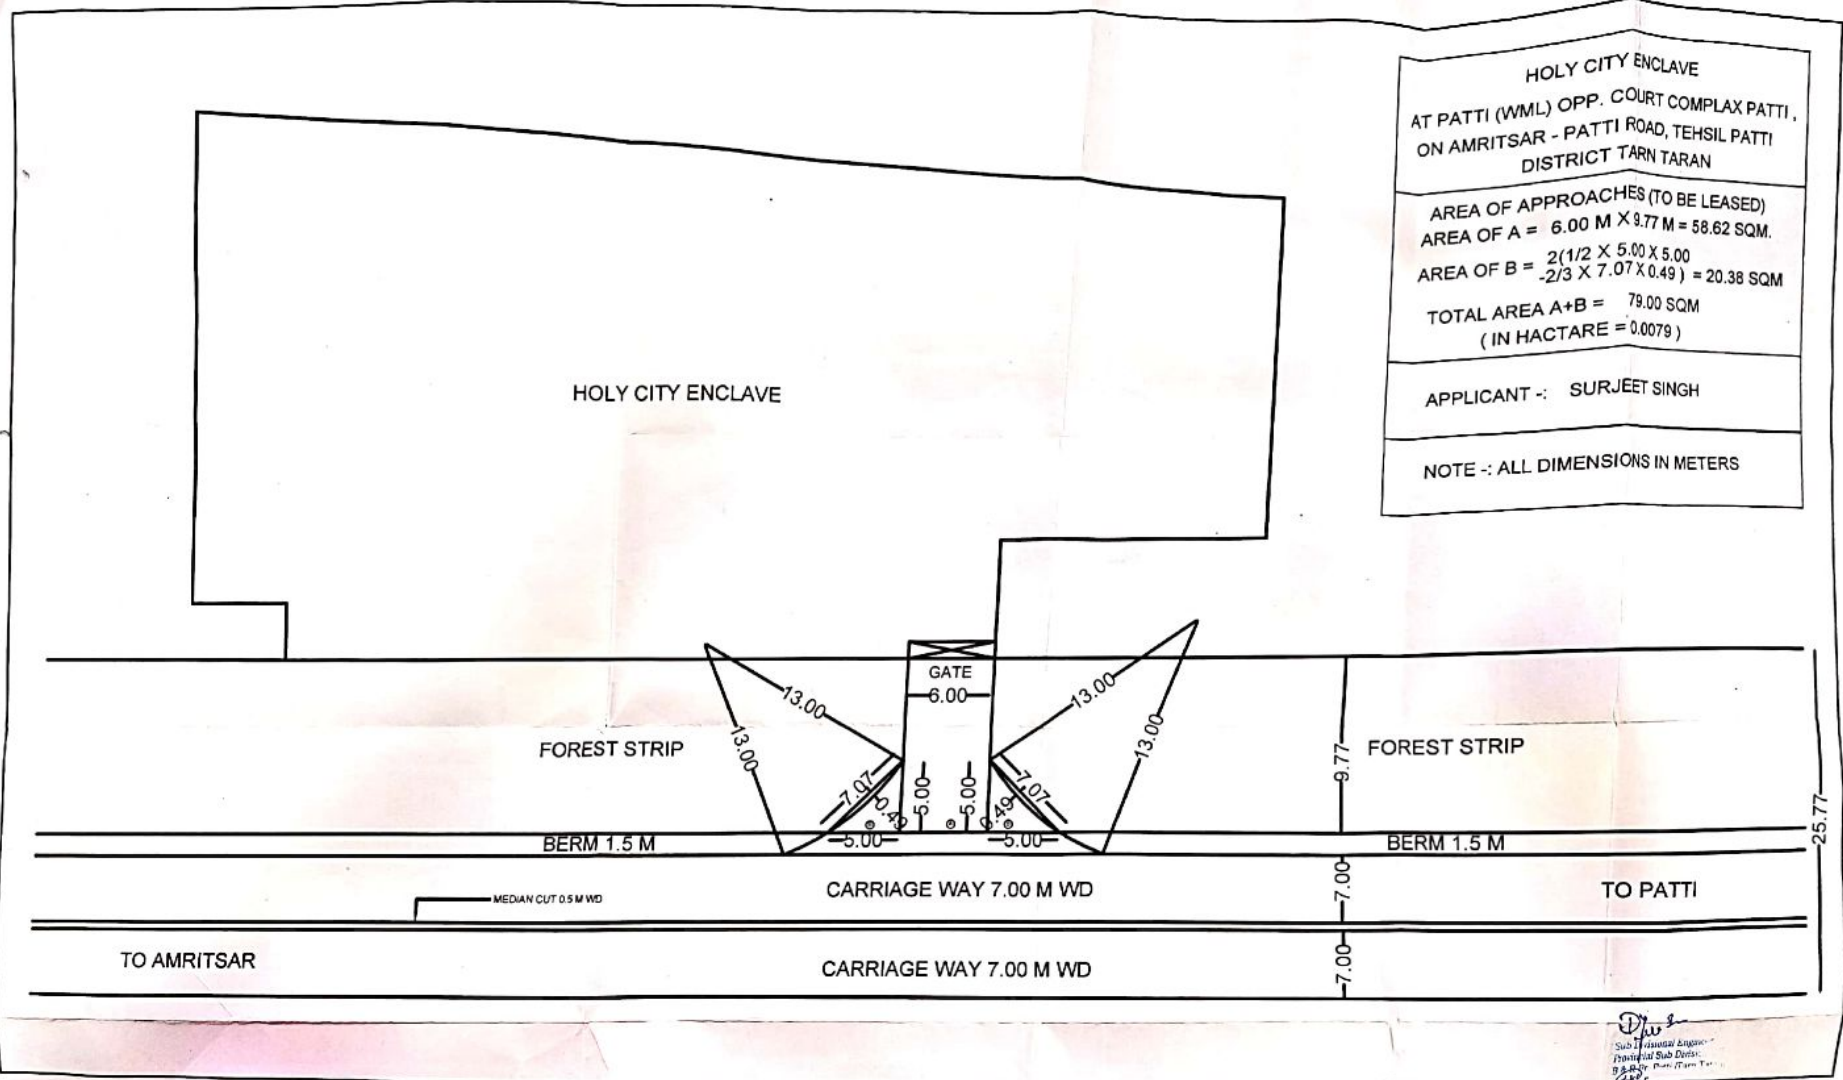 HOLY CITY ENCLAVE
AT PATTI (WML) OPP. COURT COMPLAX PATTI ,
ON AMRITSAR - PATTI ROAD, TEHSIL PATTI
DISTRICT TARN TARAN
AREA OF APPROACHES (TO BE LEASED)
AREA OF A = 6.00 M X 9.77 M = 58.62 SQM.
AREA OF B = 2(1/2 X 5.00 X 5.00
-2/3 X 7.07 X 0.49 ) = 20.38 SQM
TOTAL AREA A+B = 79.00 SQM
( IN HACTARE = 0.0079 )
APPLICANT -: SURJEET SINGH
NOTE -: ALL DIMENSIONS IN METERS
HOLY CITY ENCLAVE
GATE
6.00
13.00
13.00
13.00
13.00
FOREST STRIP
FOREST STRIP
9.77
7.07
0.49
5.00
5.00
0.49
7.07
25.77
BERM 1.5 M
5.00
5.00
BERM 1.5 M
CARRIAGE WAY 7.00 M WD
7.00
TO PATTI
MEDIAN CUT 0.5 M WD
TO AMRITSAR
CARRIAGE WAY 7.00 M WD
7.00
Sub Divisional
Provincial Sub